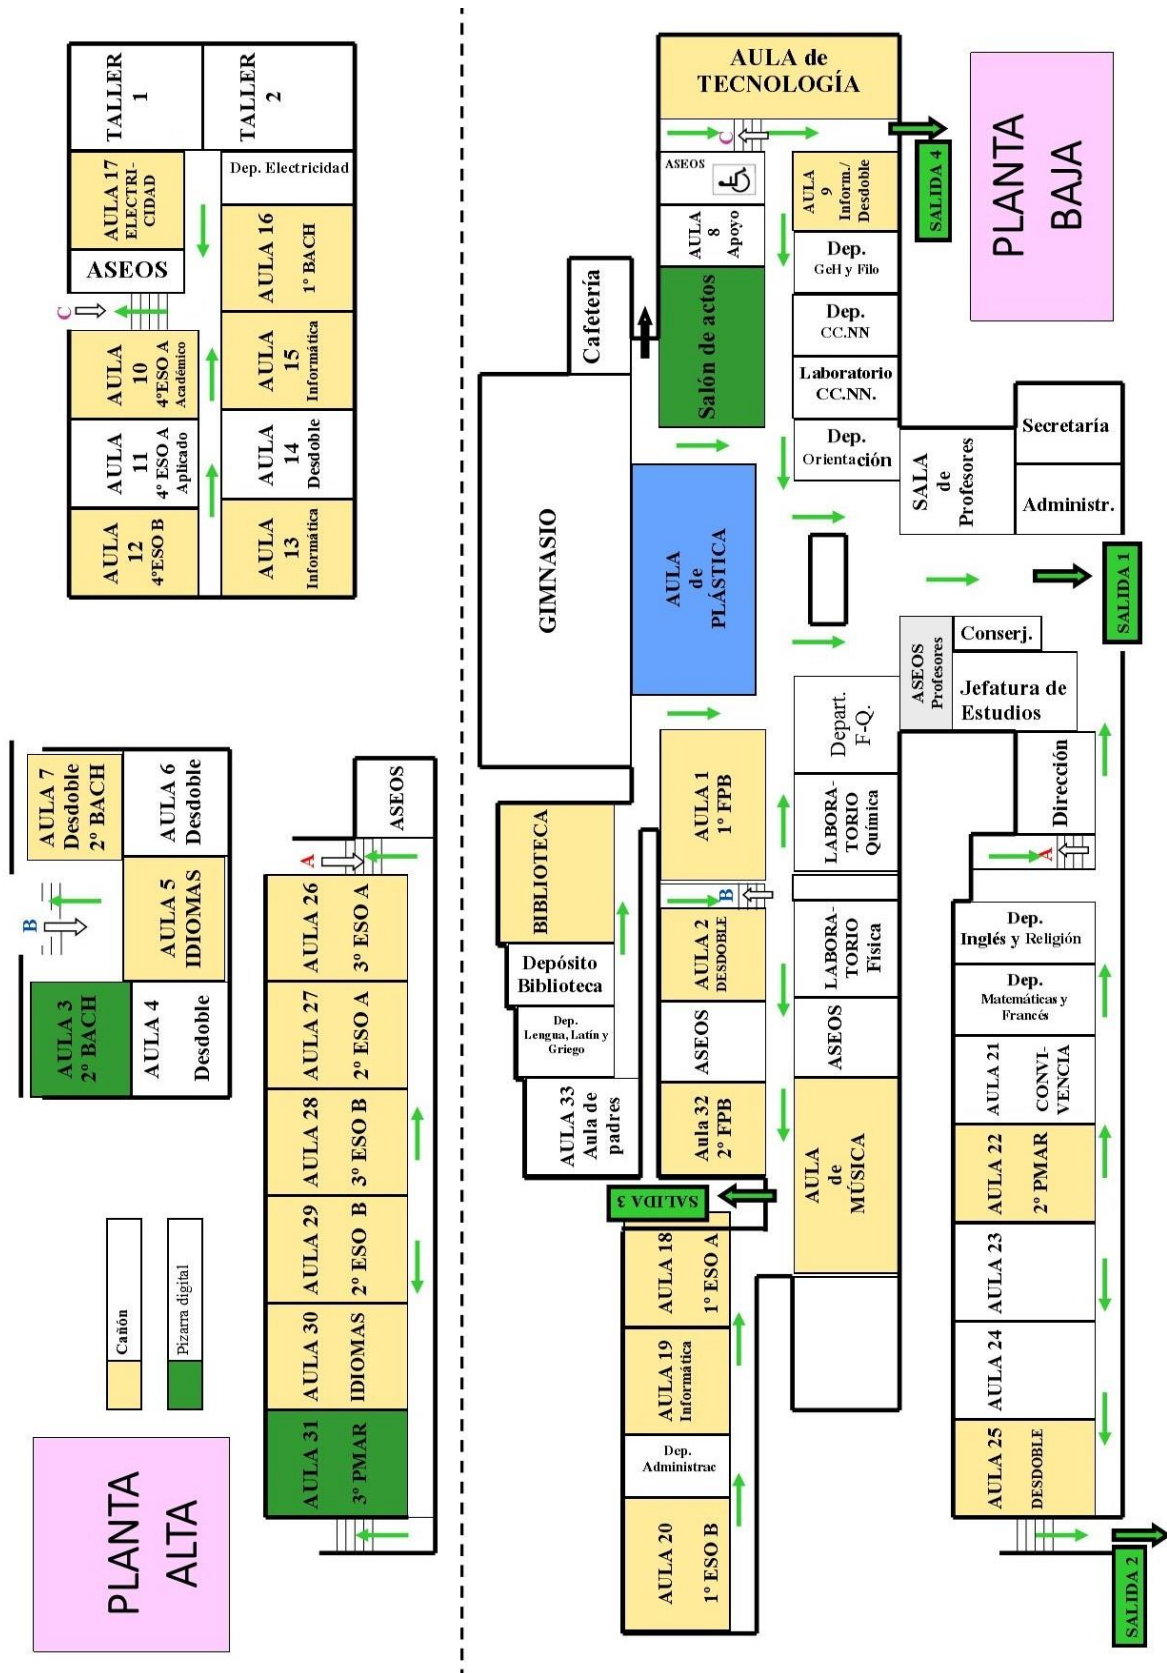 TALLER
1
TALLER
2
AULA 17
ELECTRI-
CIDAD
Dep. Electricidad
ASEOS
AULA 16
1º BACH
C
AULA
10
4ºESO A
Académico
AULA
15
Informática
AULA
11
4º ESO A
Aplicado
AULA
14
Desdoble
AULA
12
4ºESO B
AULA
13
Informática
AULA 7
Desdoble
2º BACH
AULA 6
Desdoble
B
AULA 5
IDIOMAS
AULA 3
2º BACH
AULA 4
Desdoble
ASEOS
A
AULA 26
3º ESO A
AULA 27
2º ESO A
AULA 28
3º ESO B
AULA 29
2º ESO B
AULA 30
IDIOMAS
AULA 31
3º PMAR
Cañón
Pizarra digital
PLANTA
ALTA
AULA de
TECNOLOGÍA
C
ASEOS
AULA
9
Inform./
Desdoble
SALIDA 4
PLANTA
BAJA
AULA
8
Apoyo
Dep.
GeH y Filo
Cafetería
Salón de actos
Dep.
CC.NN
Laboratorio
CC.NN.
Dep.
Orientación
SALA
de
Profesores
Secretaría
Administr.
GIMNASIO
AULA
de
PLÁSTICA
SALIDA 1
ASEOS
Profesores
Conserj.
Jefatura de
Estudios
Depart.
F-Q.
Dirección
A
AULA 1
1º FPB
LABORA-
TORIO
Química
BIBLIOTECA
B
AULA 2
DESDOBLE
LABORA-
TORIO
Física
Depósito
Biblioteca
Dep.
Lengua, Latín y
Griego
ASEOS
ASEOS
AULA 33
Aula de
padres
Aula 32
2º FPB
AULA
de
MÚSICA
SALIDA 3
Dep.
Inglés y Religión
Dep.
Matemáticas y
Francés
AULA 21
CONVI-
VENCIA
AULA 22
2º PMAR
AULA 23
AULA 24
AULA 25
DESDOBLE
SALIDA 2
AULA 18
1º ESO A
AULA 19
Informática
Dep.
Administrac
AULA 20
1º ESO B